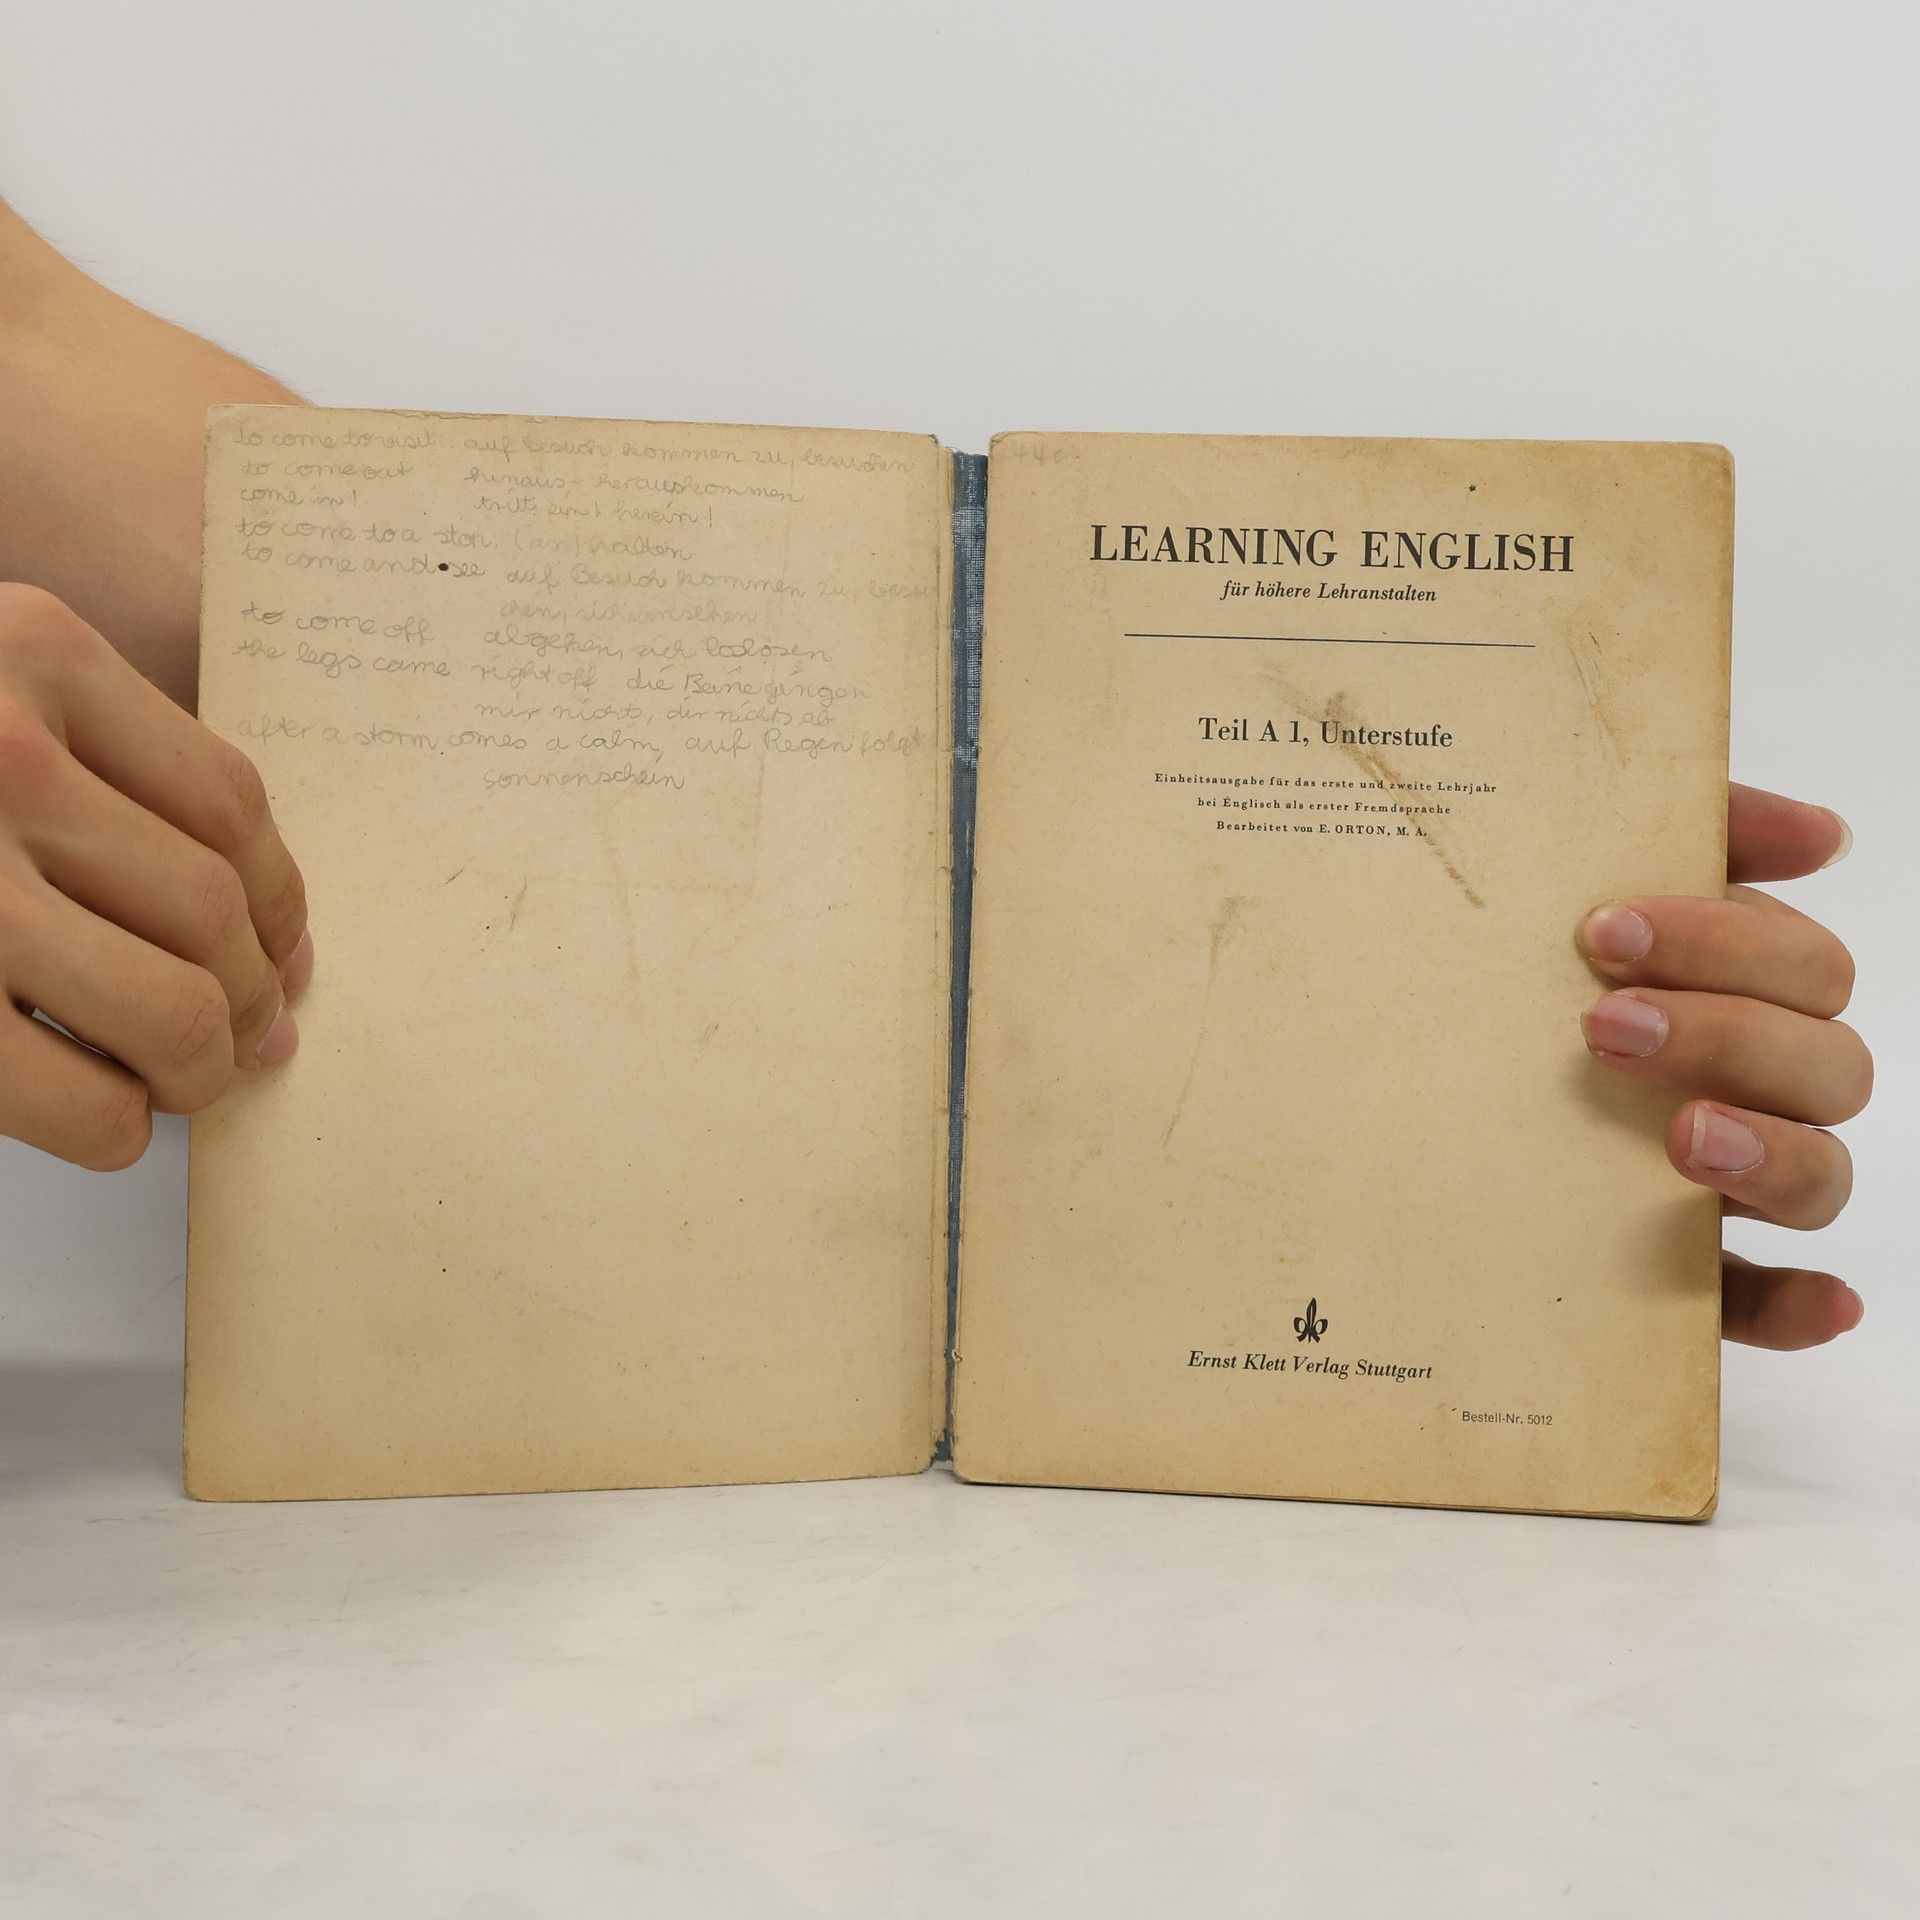 to come to visit . auf Besuch kommen zu, besuchen
to come out hinaus- herauskommen
come in! tritt ein! herein!
to come to a stop. (an) halten
to come and see auf Besuch kommen zu, besu
chen, sich ansehen
to come off abgehen, sich loslösen
the legs came right off die Beine gingen
mir nichts, dir nichts ab
after a storm comes a calm, auf Regen folgt
Sonnenschein
440
LEARNING ENGLISH
für höhere Lehranstalten
Teil A 1, Unterstufe
Einheitsausgabe für das erste und zweite Lehrjahr
bei Englisch als erster Fremdsprache
Bearbeitet von E. ORTON, M. A.
Ernst Klett Verlag Stuttgart
Bestell-Nr. 5012